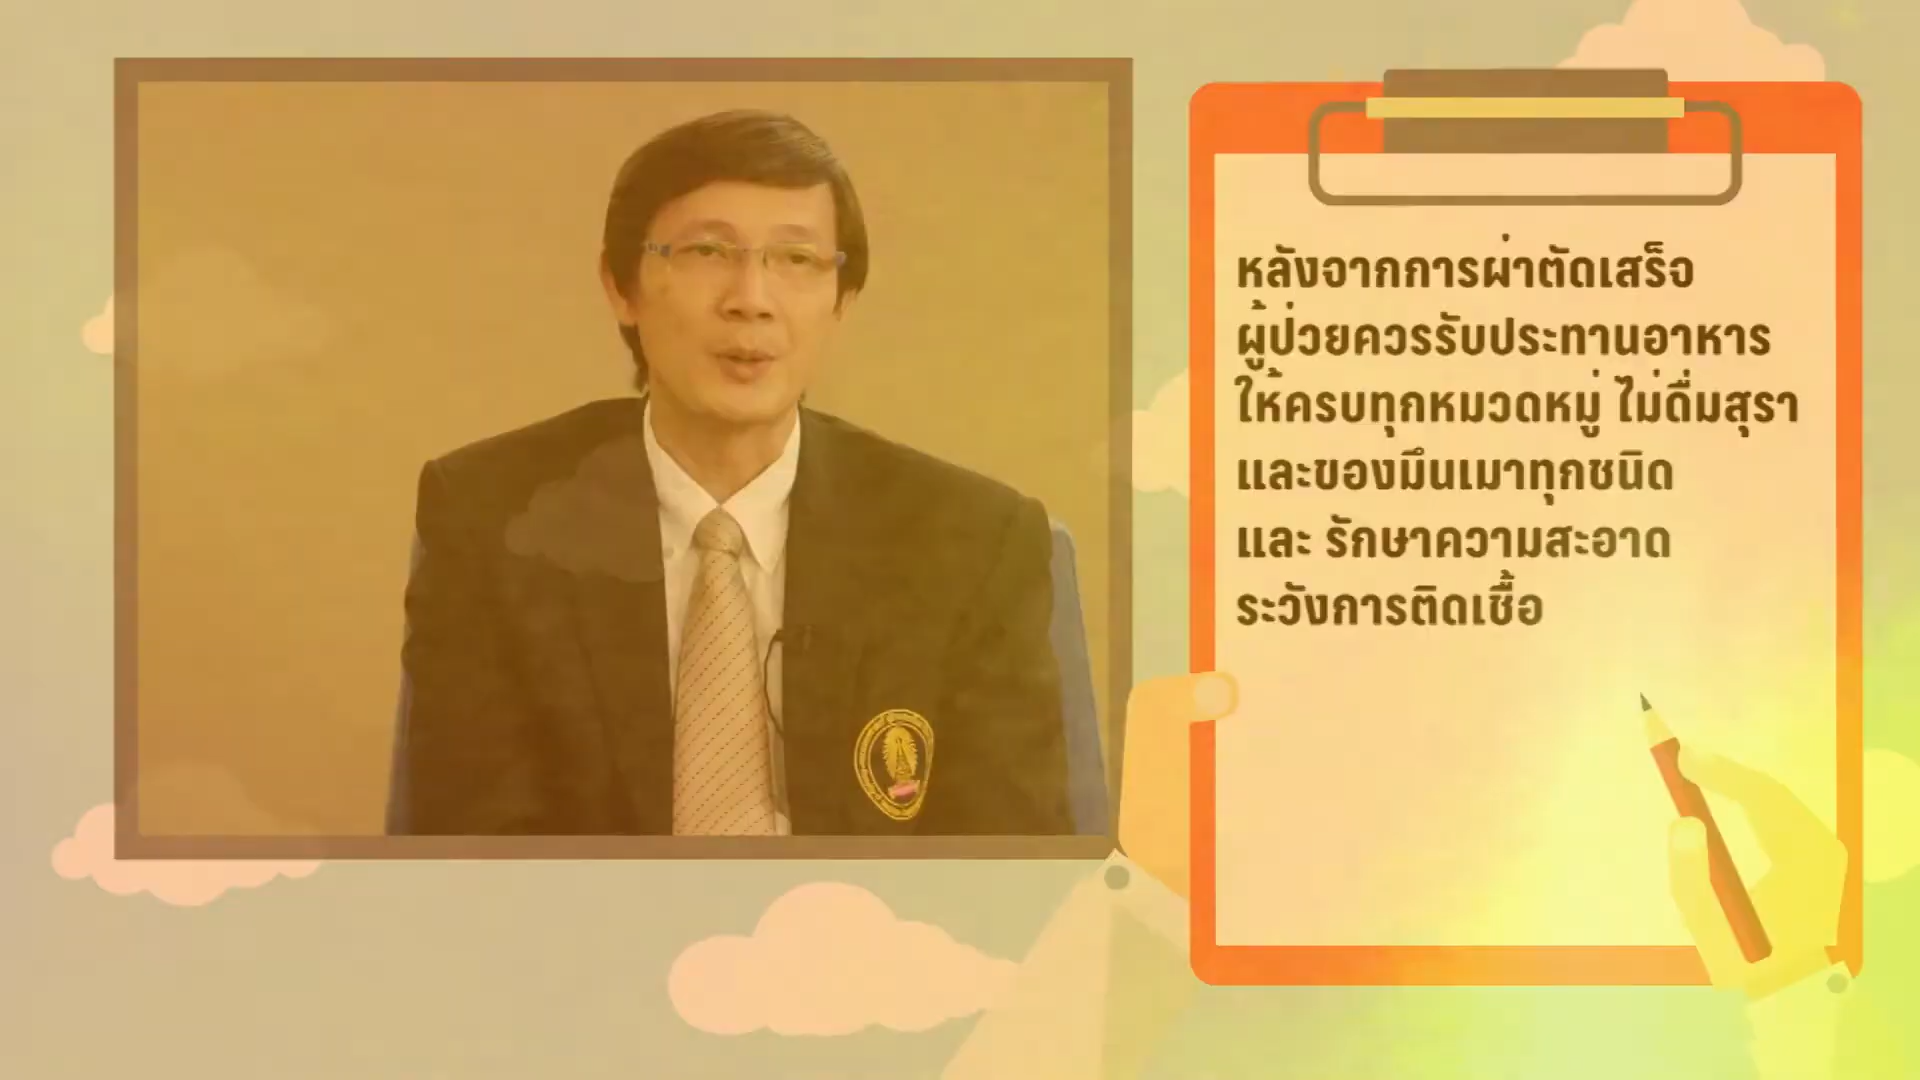 หลังจากการผ่าตัดเสร็จ
ผู้ป่วยควรรับประทานอาหาร
ให้ครบทุกหมวดหมู่ ไม่ดื่มสุรา
และของมึนเมาทุกชนิด
และ รักษาความสะอาด
ระวังการติดเชื้อ